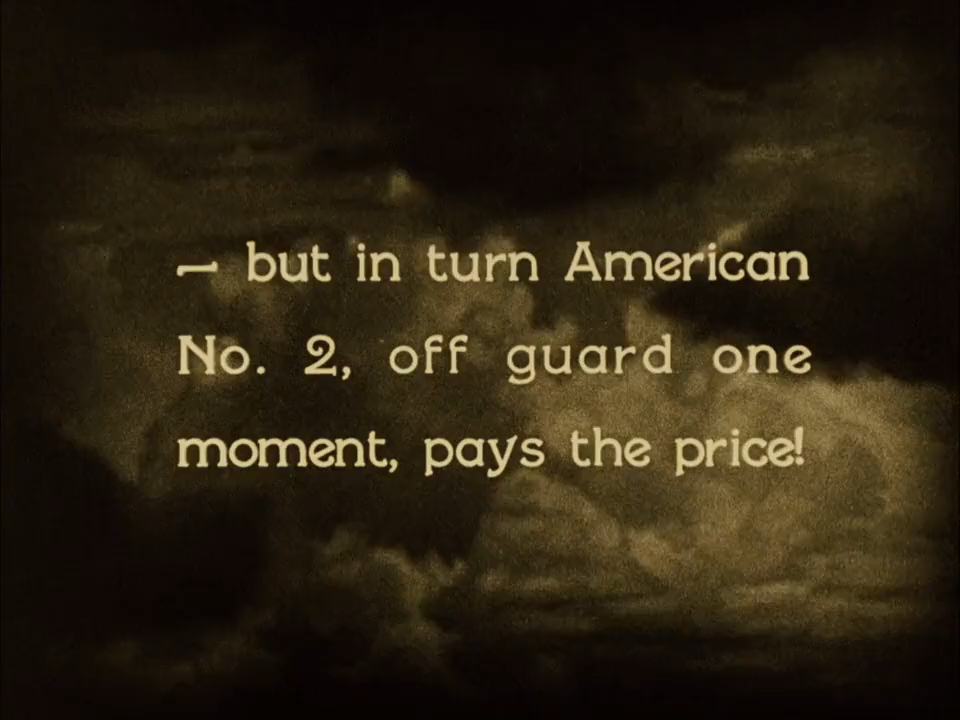 — but in turn American
No. 2, off guard one
moment, pays the price!